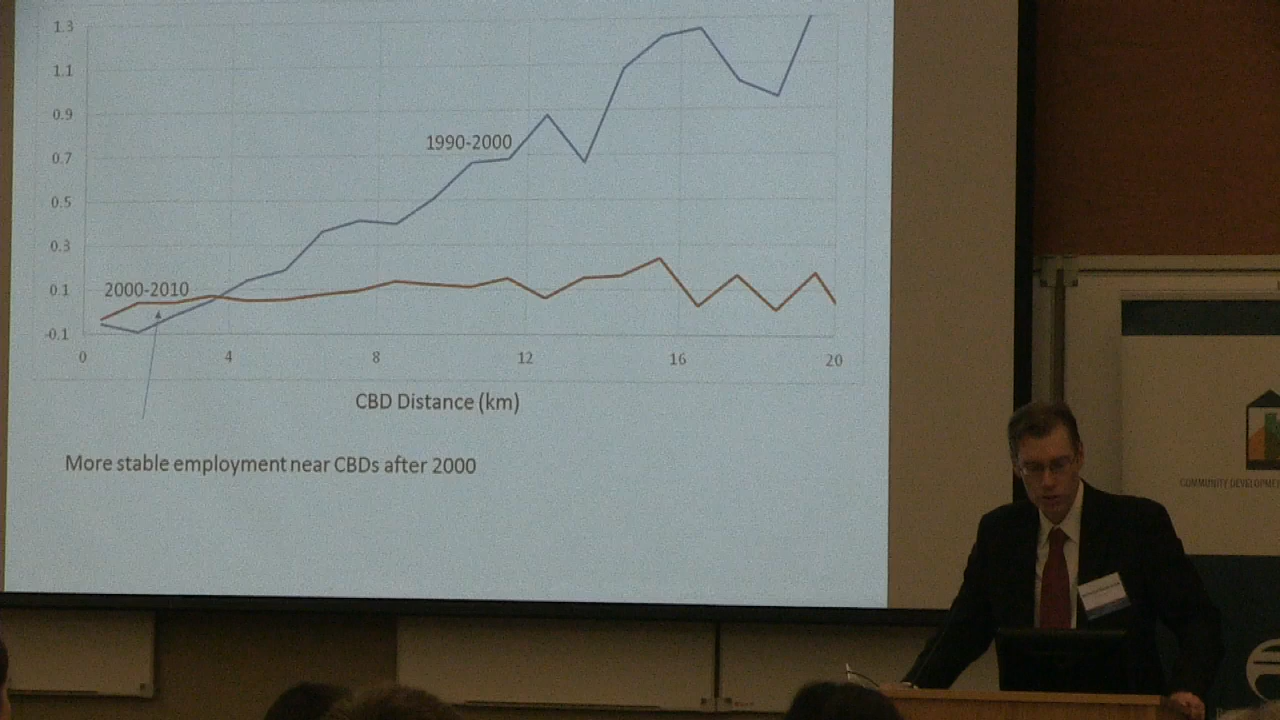 1.3
1.1
0.9
0.7
0.5
0.3
0.1
-0.1
1990-2000
2000-2010
0 4 8 12 16 20
CBD Distance (km)
More stable employment near CBDs after 2000
COMMUNITY